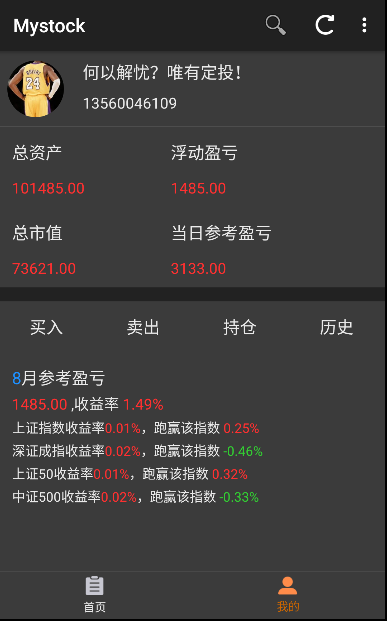 Mystock
何以解忧？唯有定投！
13560046109
总资产 浮动盈亏
101485.00 1485.00
总市值 当日参考盈亏
73621.00 3133.00
买入 卖出 持仓 历史
8月参考盈亏
1485.00 ,收益率 1.49%
上证指数收益率0.01%，跑赢该指数 0.25%
深证成指收益率0.02%，跑赢该指数 -0.46%
上证50收益率0.01%，跑赢该指数 0.32%
中证500收益率0.02%，跑赢该指数 -0.33%
首页 我的